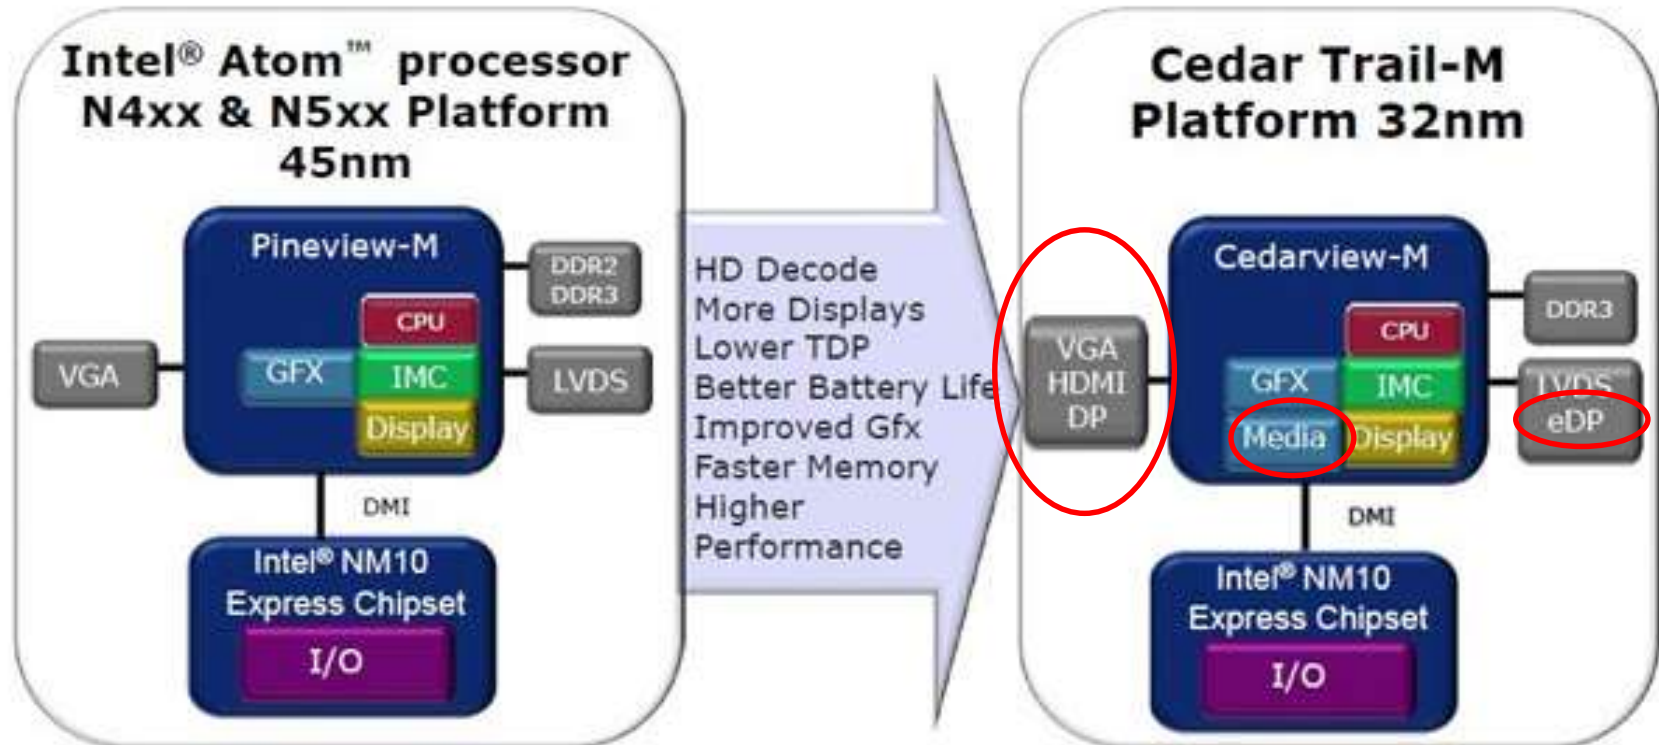 Intel® Atom™ processor
N4xx & N5xx Platform
45nm
Pineview-M
DDR2
DDR3
CPU
VGA
GFX
IMC
LVDS
Display
DMI
Intel® NM10
Express Chipset
I/O
HD Decode
More Displays
Lower TDP
Better Battery Life
Improved Gfx
Faster Memory
Higher
Performance
Cedar Trail-M
Platform 32nm
Cedarview-M
DDR3
CPU
VGA
HDMI
DP
GFX
IMC
LVDS
eDP
Media
Display
DMI
Intel® NM10
Express Chipset
I/O